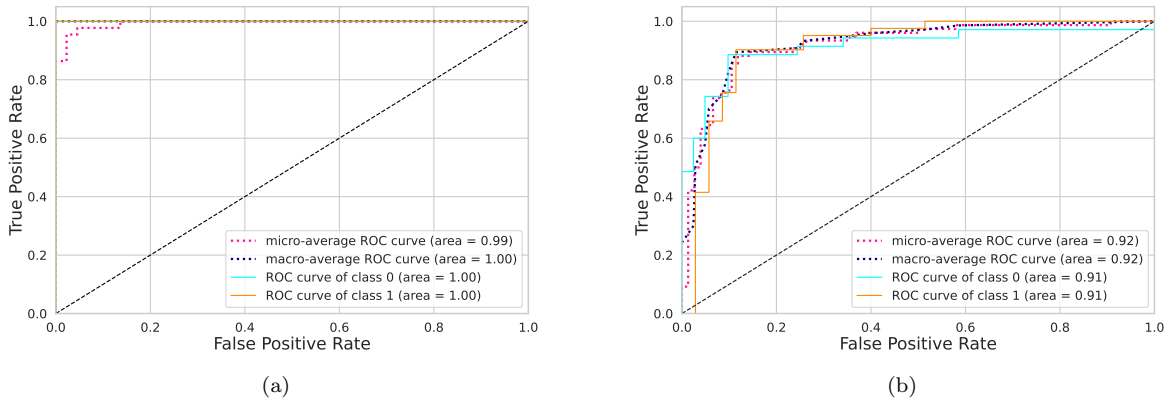 1.0
0.8
0.6
0.4
0.2
0.0
True Positive Rate
0.0 0.2 0.4 0.6 0.8 1.0
False Positive Rate
micro-average ROC curve (area = 0.99)
macro-average ROC curve (area = 1.00)
ROC curve of class 0 (area = 1.00)
ROC curve of class 1 (area = 1.00)
(a)
1.0
0.8
0.6
0.4
0.2
0.0
True Positive Rate
0.0 0.2 0.4 0.6 0.8 1.0
False Positive Rate
micro-average ROC curve (area = 0.92)
macro-average ROC curve (area = 0.92)
ROC curve of class 0 (area = 0.91)
ROC curve of class 1 (area = 0.91)
(b)